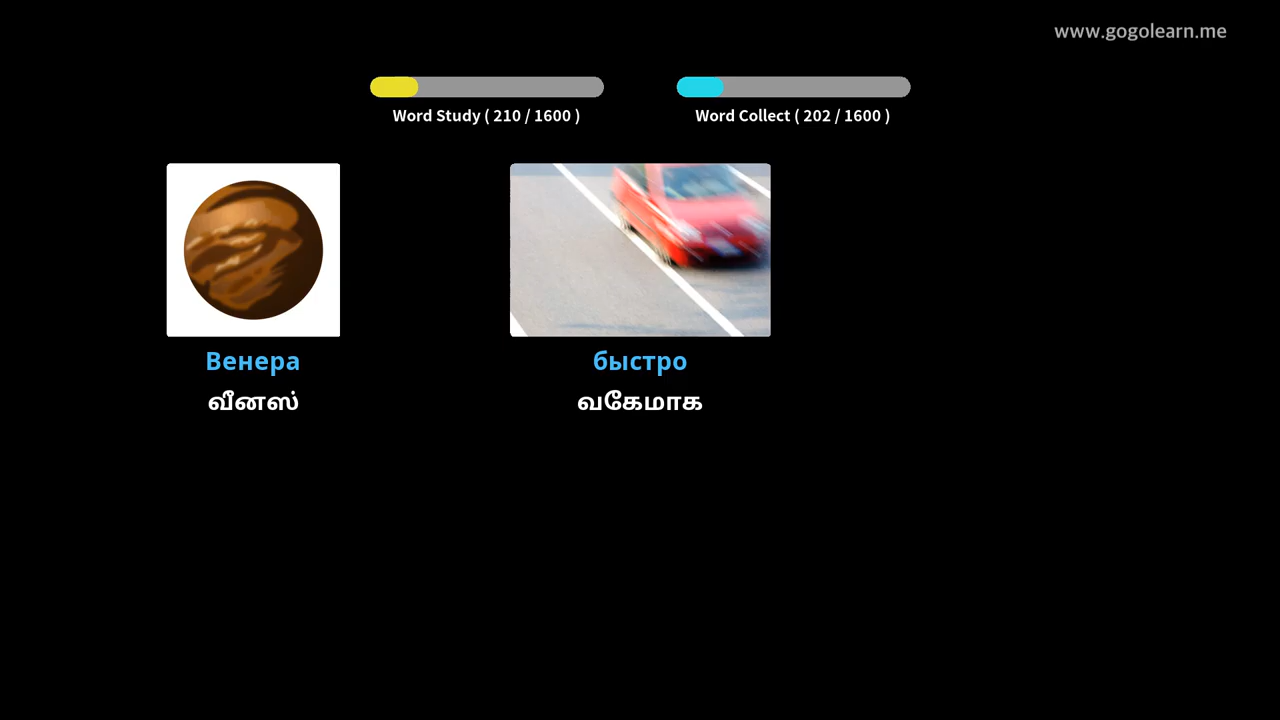 www.gogolearn.me
Word Study ( 210 / 1600 )
Word Collect ( 202 / 1600 )
Венера
быстро
வீனஸ்
வகேமாக